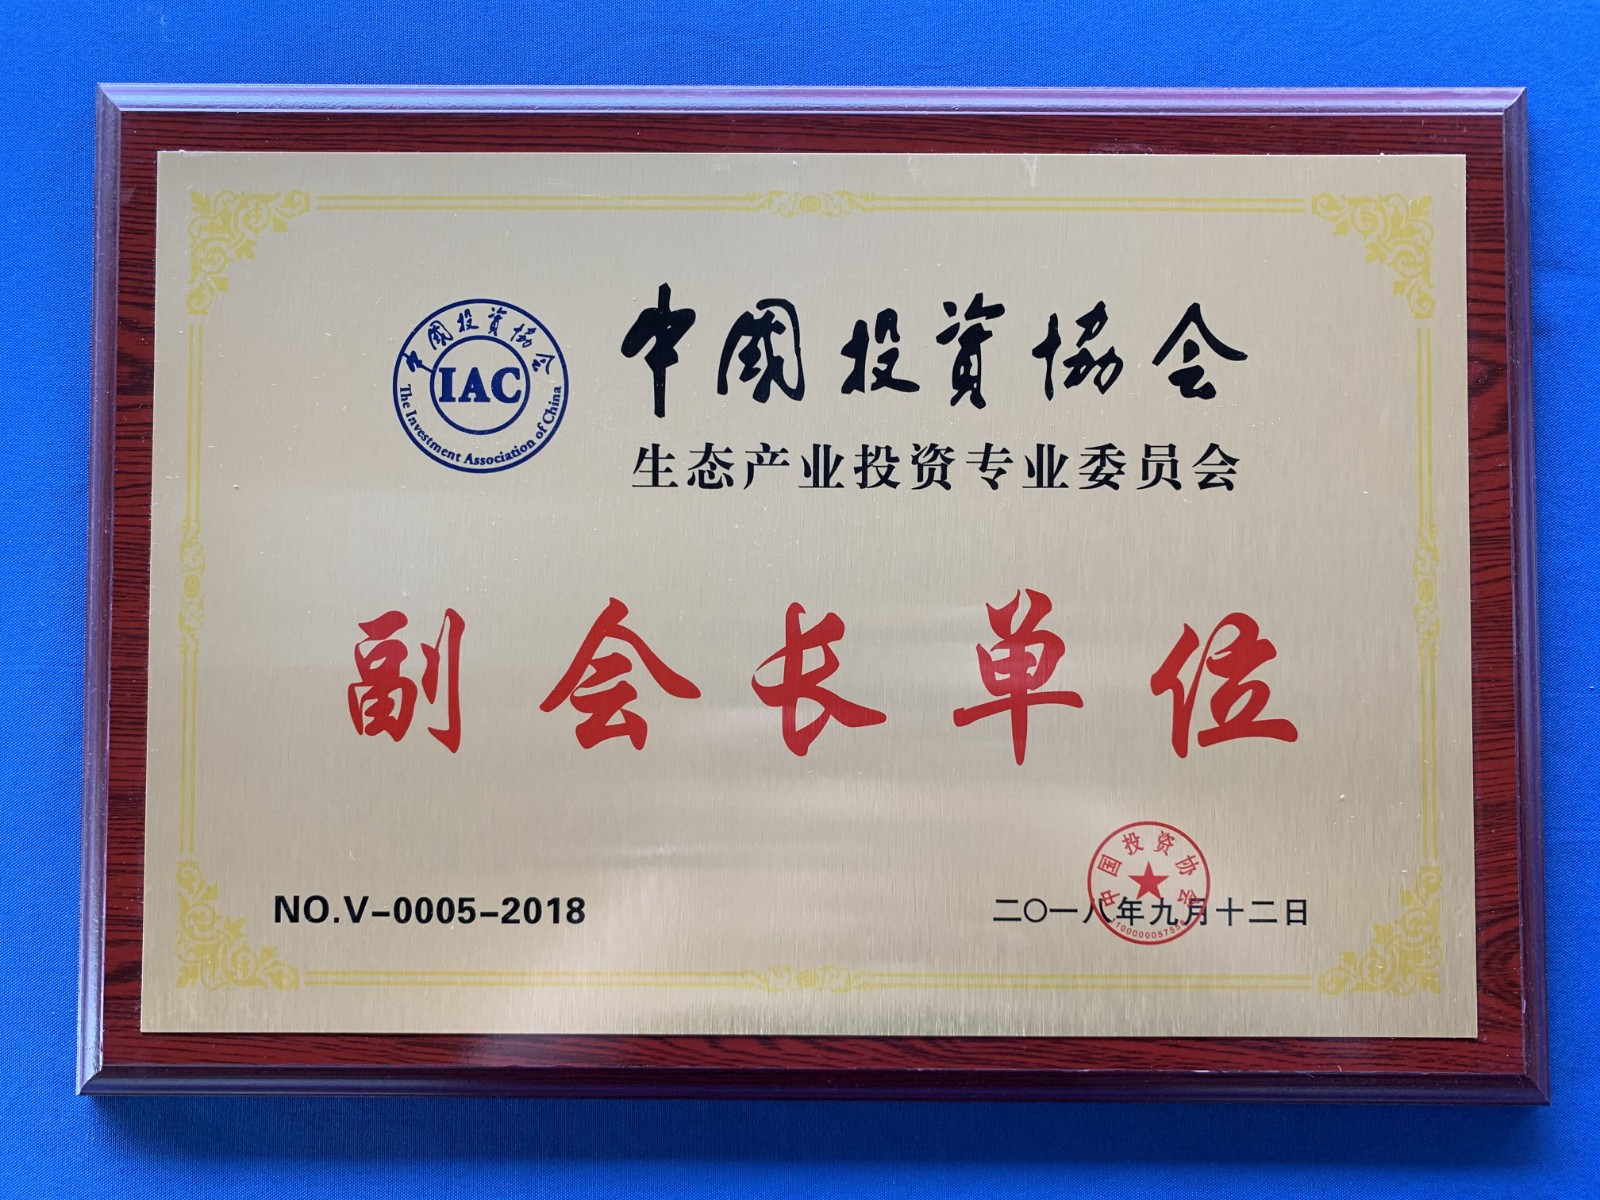 中國投資協会
IAC
The Investment Association of China
中國投資協会
生态产业投资专业委员会
副会长单位
NO.V-0005-2018
二〇一八年九月十二日
中国投资协会